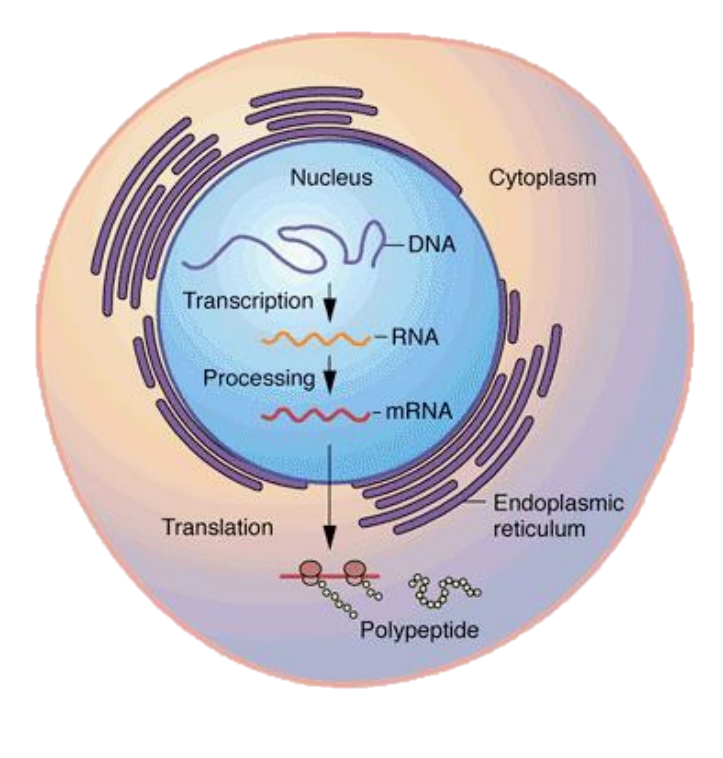 Nucleus
Cytoplasm
DNA
Transcription
RNA
Processing
mRNA
Endoplasmic
reticulum
Translation
Polypeptide